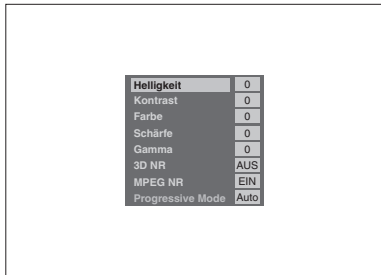 Helligkeit 0
Kontrast 0
Farbe 0
Schärfe 0
Gamma 0
3D NR AUS
MPEG NR EIN
Progressive Mode Auto